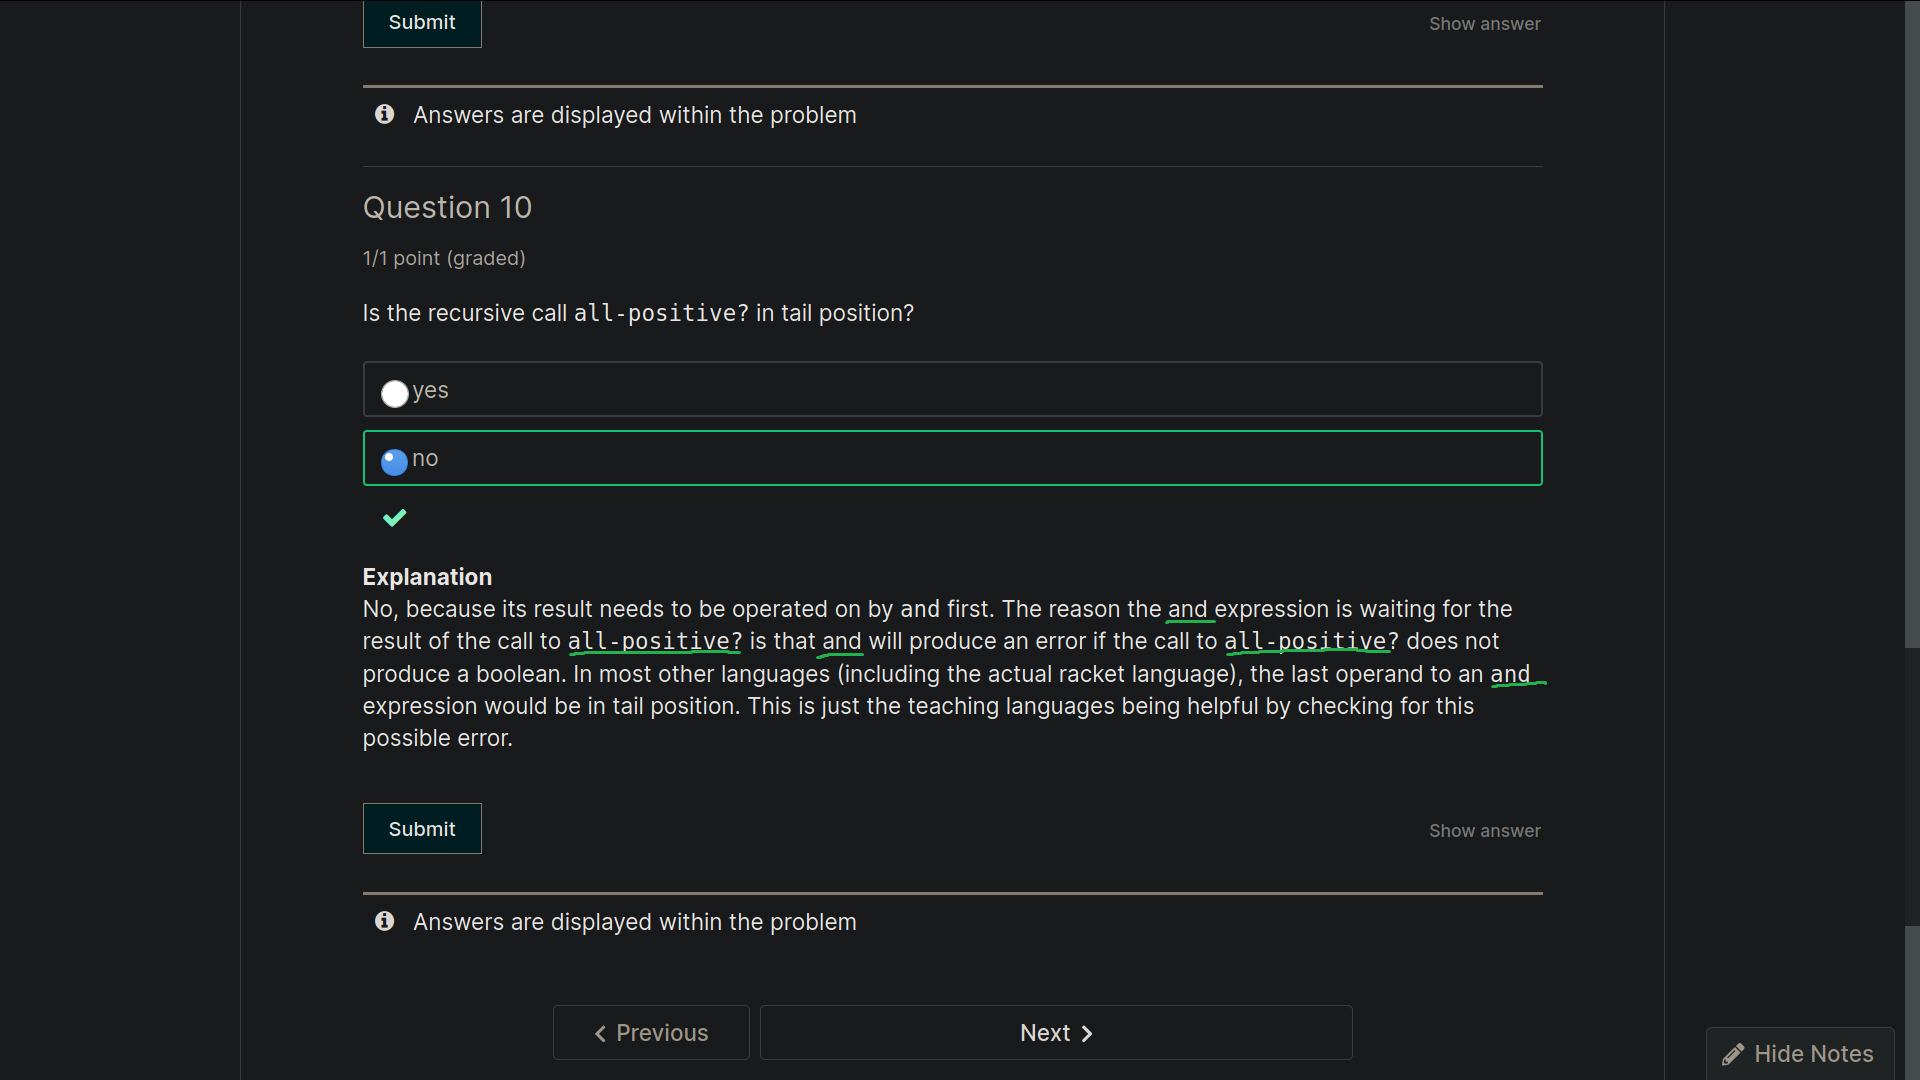 Submit
Show answer
Answers are displayed within the problem
Question 10
1/1 point (graded)
Is the recursive call all-positive? in tail position?
yes
no
Explanation
No, because its result needs to be operated on by and first. The reason the and expression is waiting for the
result of the call to all-positive? is that and will produce an error if the call to all-positive? does not
produce a boolean. In most other languages (including the actual racket language), the last operand to an and
expression would be in tail position. This is just the teaching languages being helpful by checking for this
possible error.
Submit
Show answer
Answers are displayed within the problem
Previous
Next
Hide Notes